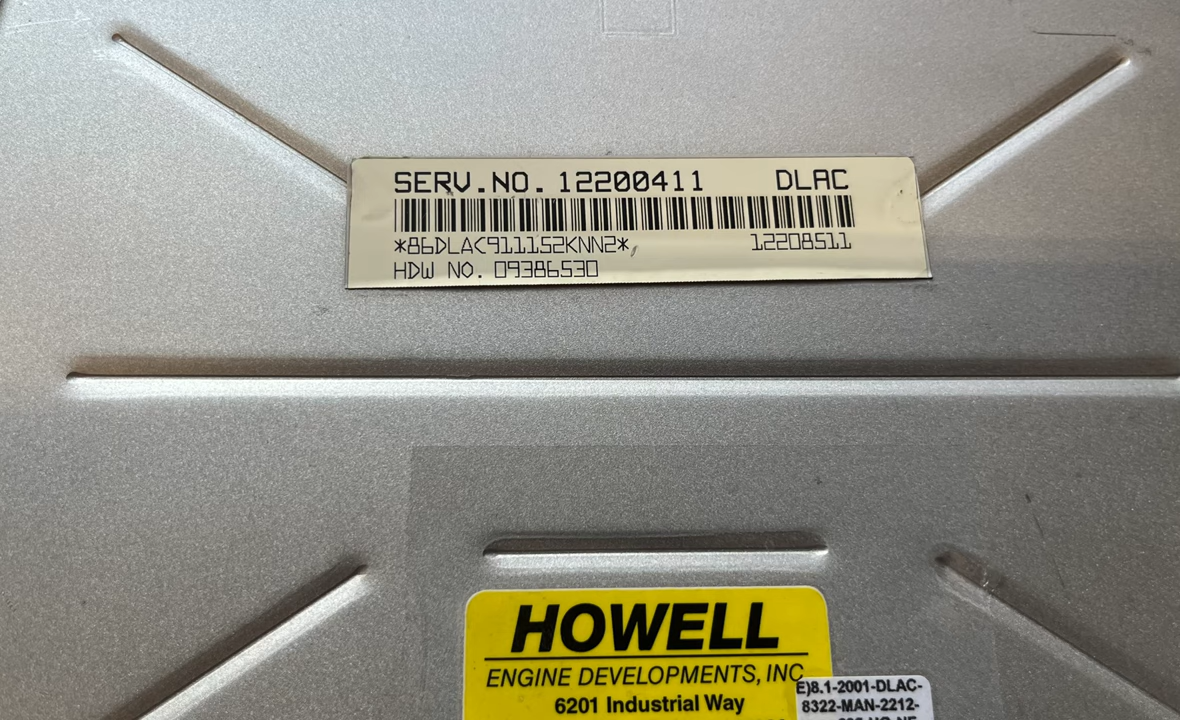 SERV.NO. 12200411 DLAC
*86DLAC911152KNN2*
12208511
HDW NO. 09386530
HOWELL
ENGINE DEVELOPMENTS, INC
6201 Industrial Way
E)8.1-2001-DLAC-
8322-MAN-2212-